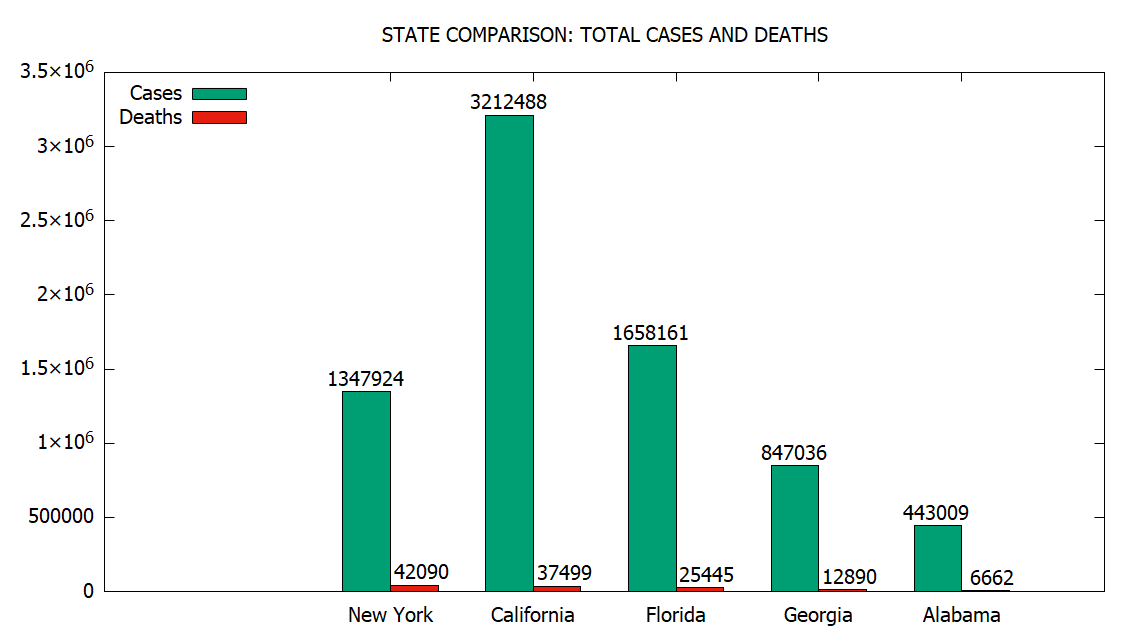 STATE COMPARISON: TOTAL CASES AND DEATHS
3.5×10⁶
Cases
3212488
Deaths
3×10⁶
2.5×10⁶
2×10⁶
1658161
1.5×10⁶
1347924
1×10⁶
847036
443009
500000
42090
37499
25445
12890
6662
0
New York
California
Florida
Georgia
Alabama